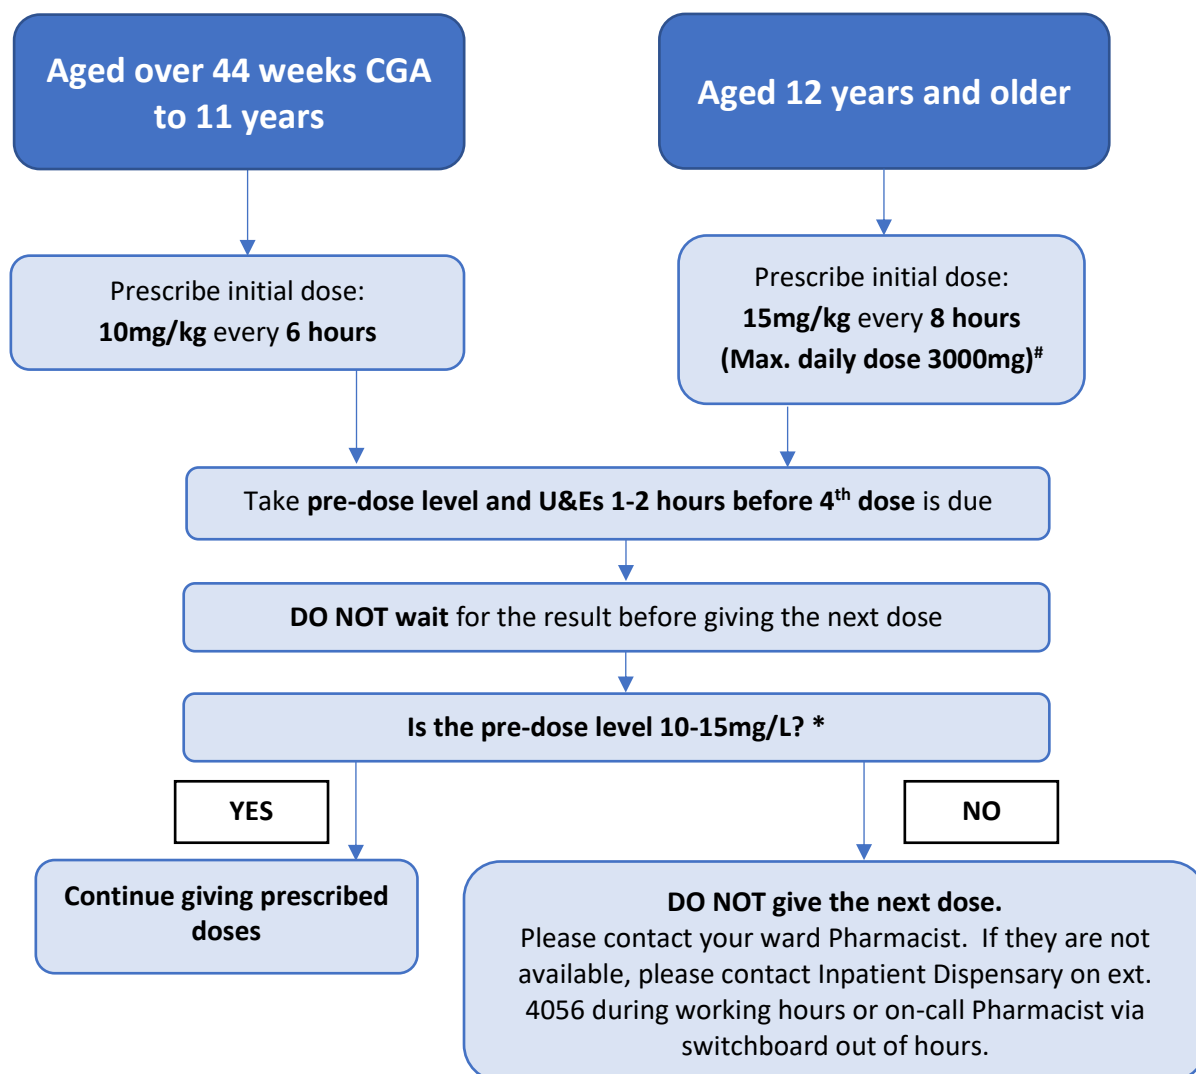 Aged over 44 weeks CGA
to 11 years
Aged 12 years and older
Prescribe initial dose:
10mg/kg every 6 hours
Prescribe initial dose:
15mg/kg every 8 hours
(Max. daily dose 3000mg)#
Take pre-dose level and U&Es 1-2 hours before 4th dose is due
DO NOT wait for the result before giving the next dose
Is the pre-dose level 10-15mg/L? *
YES
NO
Continue giving prescribed
doses
DO NOT give the next dose.
Please contact your ward Pharmacist. If they are not
available, please contact Inpatient Dispensary on ext.
4056 during working hours or on-call Pharmacist via
switchboard out of hours.